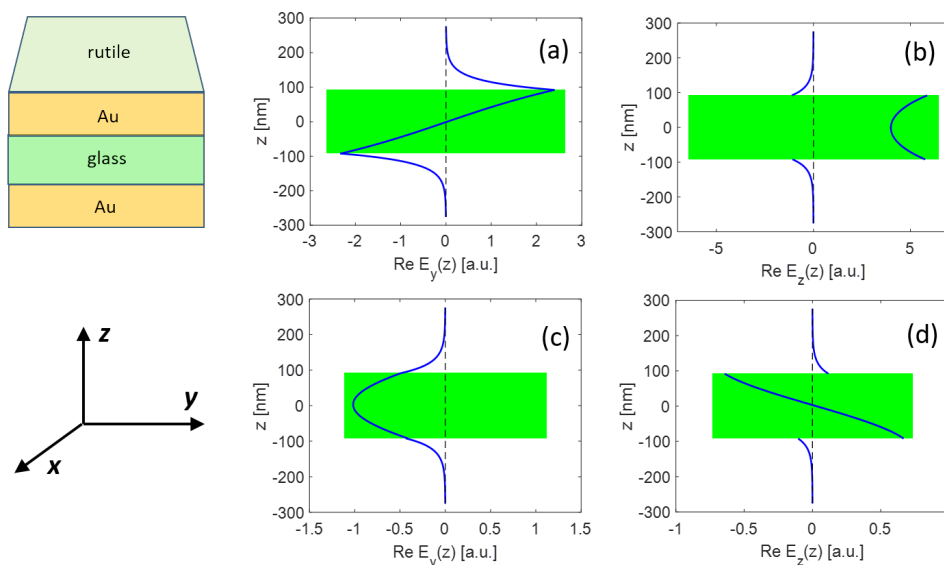 rutile
Au
glass
Au
z
y
x
(a)
300
200
100
0
-100
-200
-300
z [nm]
-3
-2
-1
0
1
2
3
Re E_y(z) [a.u.]
(b)
300
200
100
0
-100
-200
-300
z [nm]
-5
0
5
Re E_z(z) [a.u.]
(c)
300
200
100
0
-100
-200
-300
z [nm]
-1.5
-1
-0.5
0
0.5
1
1.5
Re E_y(z) [a.u.]
(d)
300
200
100
0
-100
-200
-300
z [nm]
-1
-0.5
0
0.5
Re E_z(z) [a.u.]